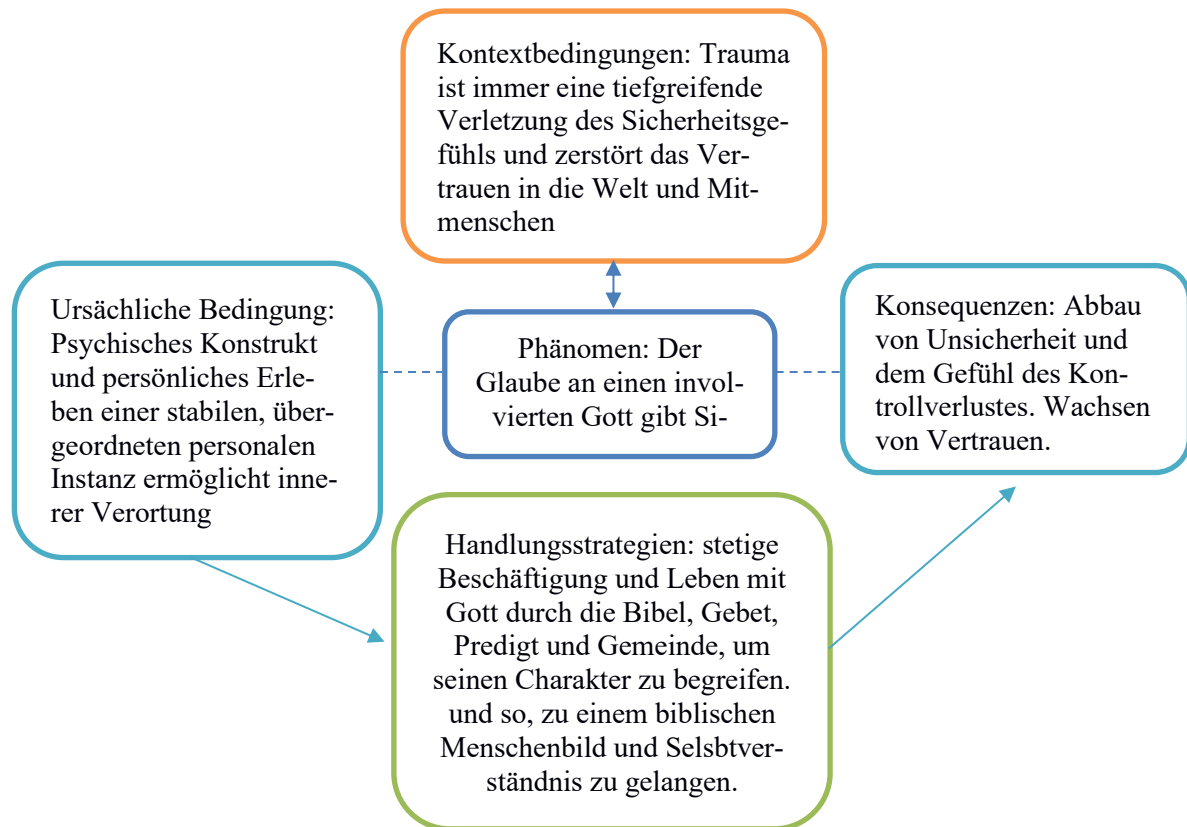 Kontextbedingungen: Trauma
ist immer eine tiefgreifende
Verletzung des Sicherheitsge-
fühls und zerstört das Ver-
trauen in die Welt und Mit-
menschen
Ursächliche Bedingung:
Psychisches Konstrukt
und persönliches Erle-
ben einer stabilen, über-
geordneten personalen
Instanz ermöglicht inne-
rer Verortung
Phänomen: Der
Glaube an einen invol-
vierten Gott gibt Si-
Konsequenzen: Abbau
von Unsicherheit und
dem Gefühl des Kon-
trollverlustes. Wachsen
von Vertrauen.
Handlungsstrategien: stetige
Beschäftigung und Leben mit
Gott durch die Bibel, Gebet,
Predigt und Gemeinde, um
seinen Charakter zu begreifen.
und so, zu einem biblischen
Menschenbild und Selsbtver-
ständnis zu gelangen.